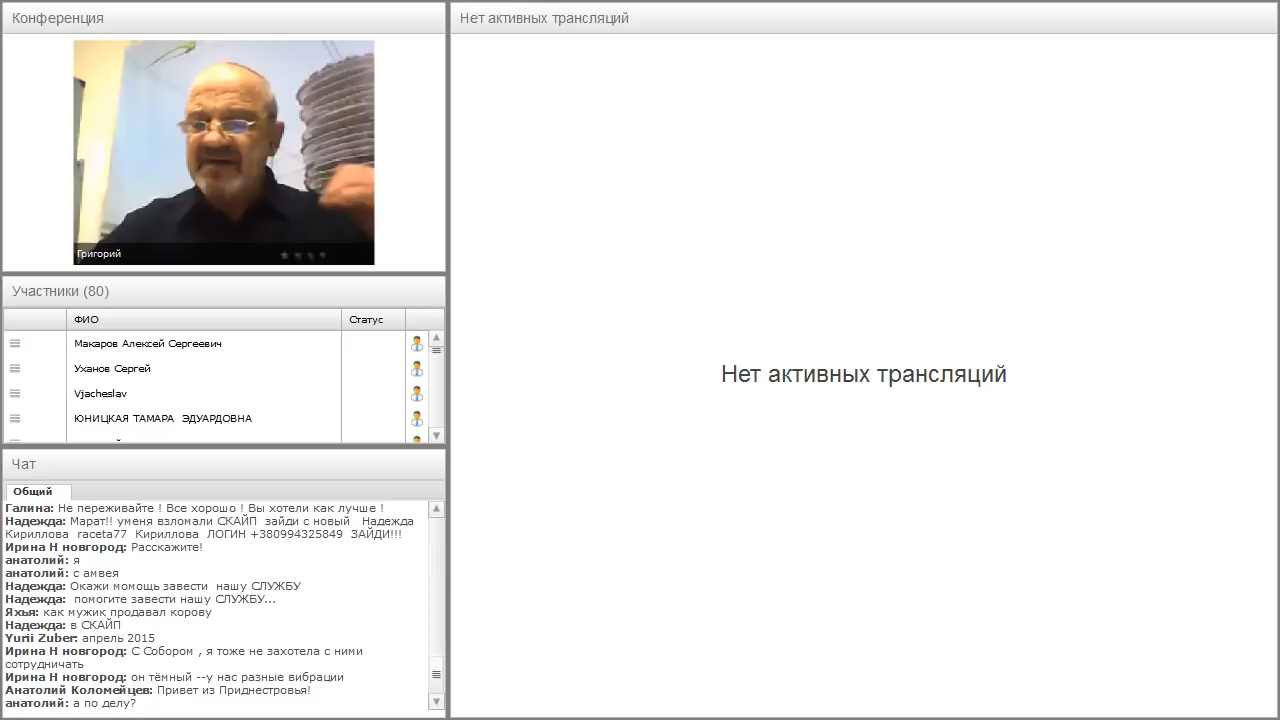 Конференция
Нет активных трансляций
Григорий
Участники (80)
ФИО
Статус
Макаров Алексей Сергеевич
Уханов Сергей
Vjacheslav
ЮНИЦКАЯ ТАМАРА ЭДУАРДОВНА
Нет активных трансляций
Чат
Общий
Галина: Не переживайте ! Все хорошо ! Вы хотели как лучше !
Надежда: Марат!! уменя взломали СКАЙП зайди с новый Надежда
Кириллова raceta77 Кириллова ЛОГИН +380994325849 ЗАЙДИ!!!
Ирина Н новгород: Расскажите!
анатолий: я
анатолий: с амвея
Надежда: Окажи момощь завести нашу СЛУЖБУ
Надежда: помогите завести нашу СЛУЖБУ...
Яхья: как мужик продавал корову
Надежда: в СКАЙП
Yurii Zuber: апрель 2015
Ирина Н новгород: С Собором , я тоже не захотела с ними
сотрудничать
Ирина Н новгород: он тёмный --у нас разные вибрации
Анатолий Коломейцев: Привет из Приднестровья!
анатолий: а по делу?